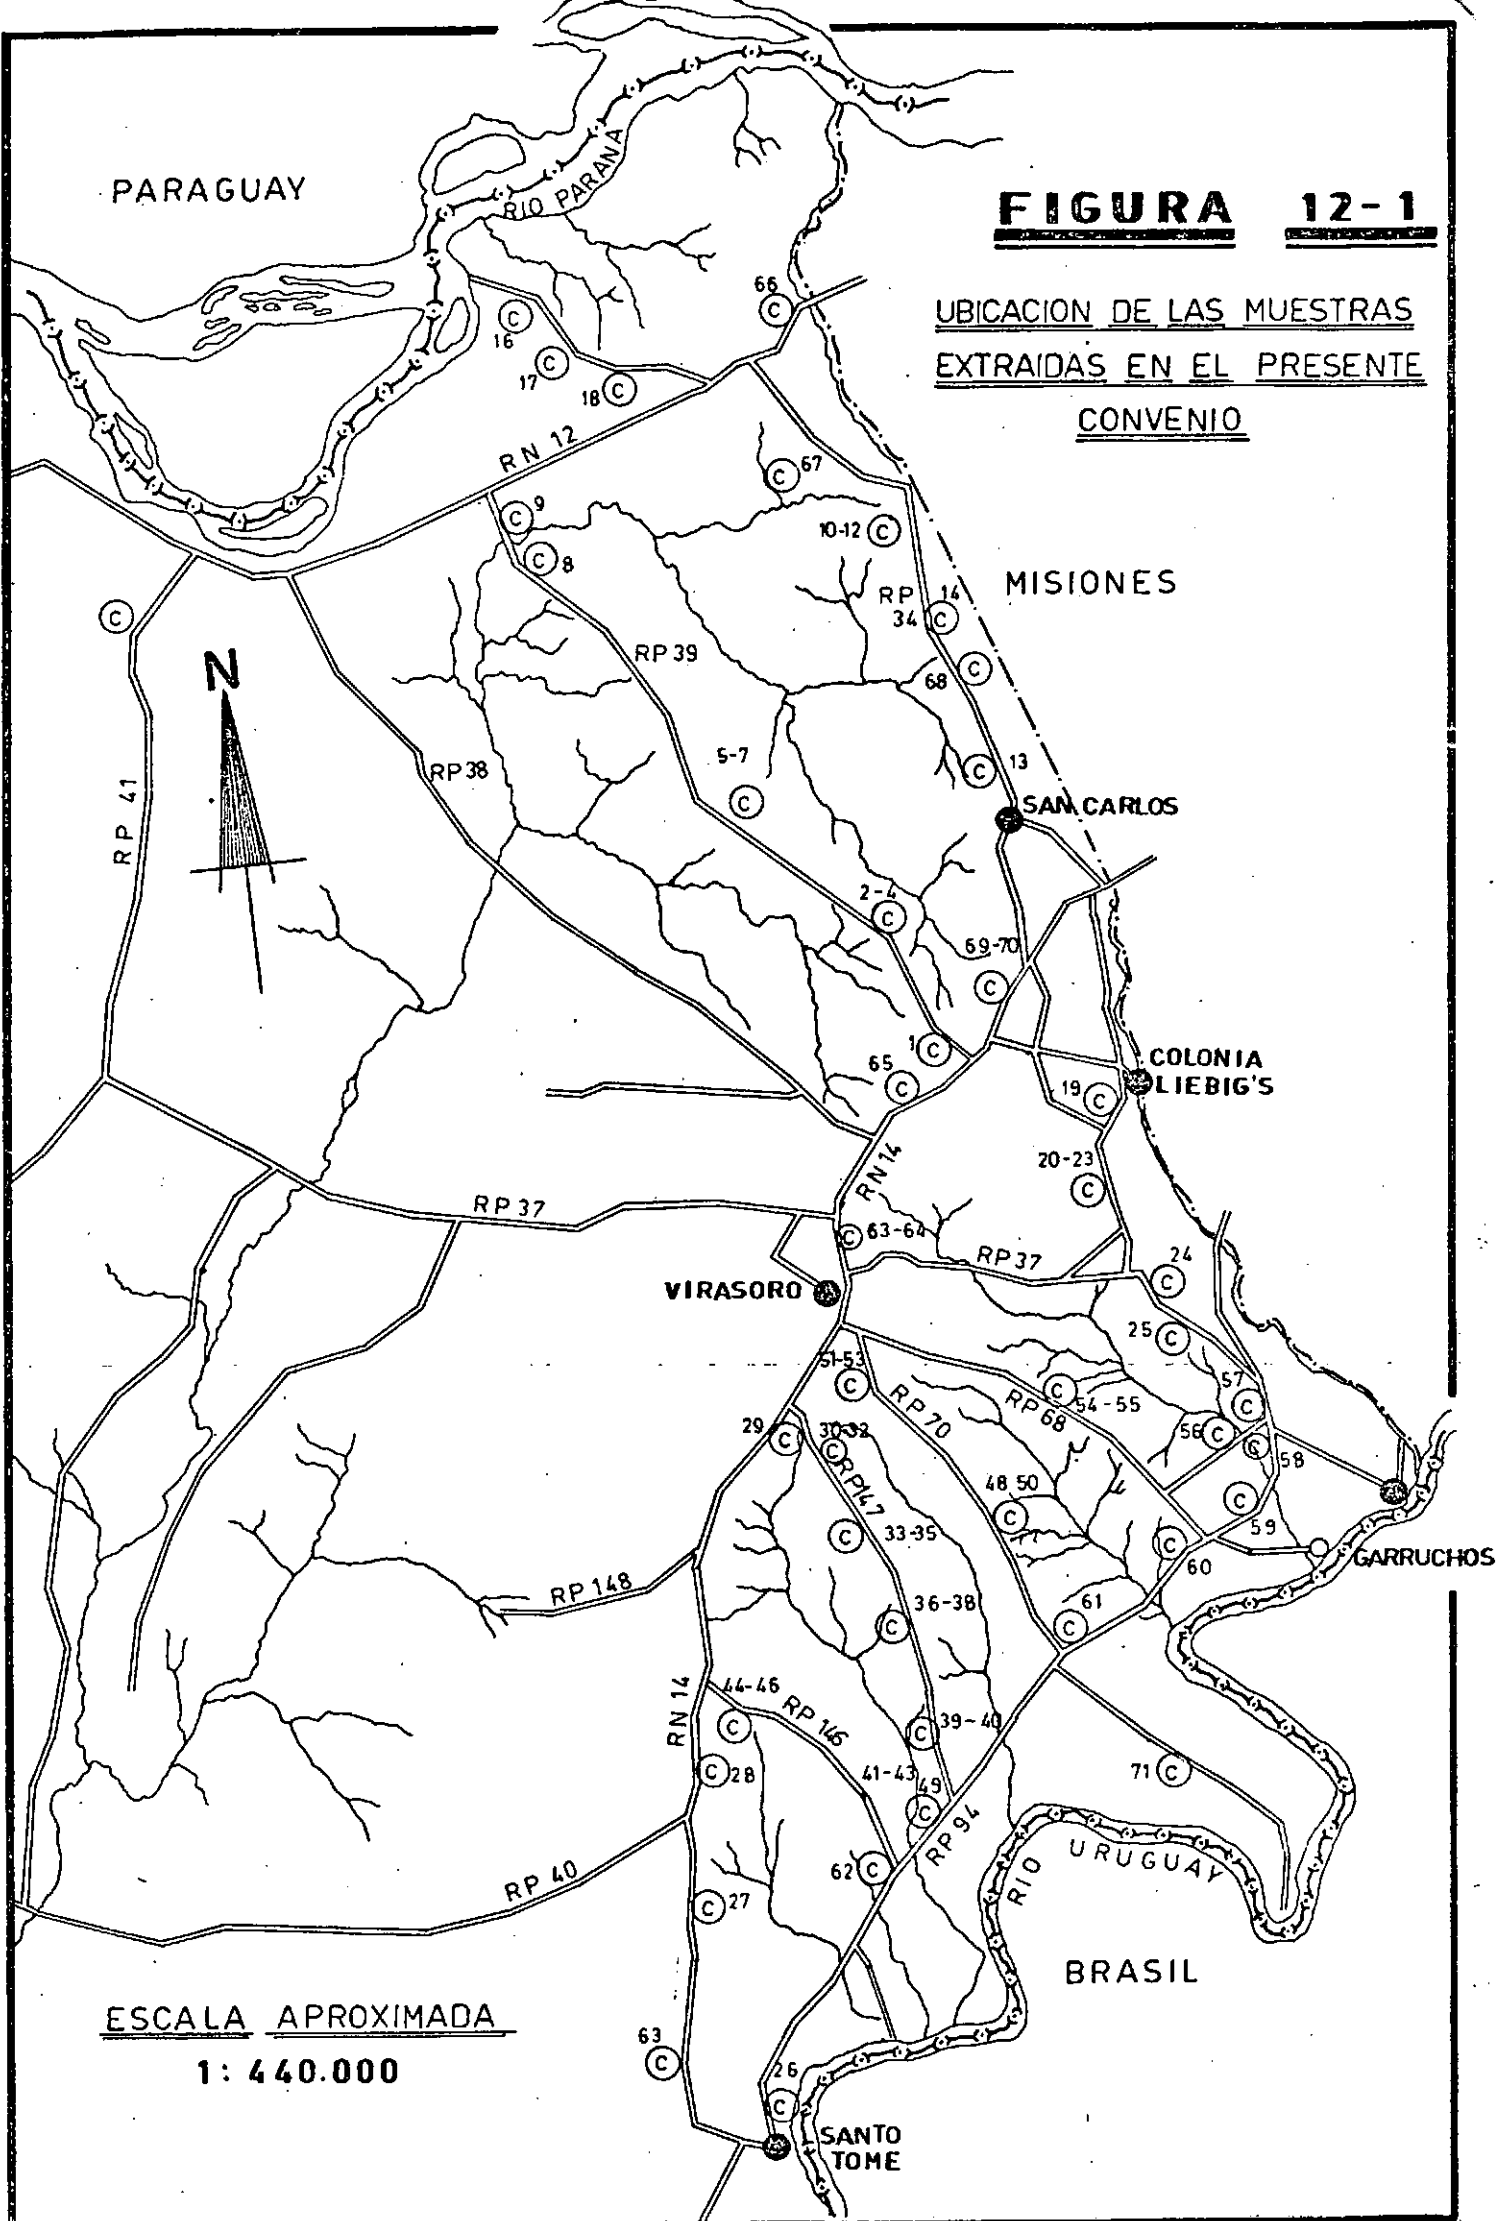 PARAGUAY
RIO PARANA
FIGURA 12-1
UBICACION DE LAS MUESTRAS
EXTRAIDAS EN EL PRESENTE
CONVENIO
66
C
C
16
17
C
18
C
RN 12
C
67
C
9
10-12
C
C
8
MISIONES
RP
34
14
C
C
N
RP 39
68
C
5-7
C
13
C
RP 38
RP 41
SAN CARLOS
2-4
C
69-70
C
1
C
65
C
COLONIA
LIEBIG'S
19
C
20-23
C
RN 14
RP 37
C
63-64
RP 37
24
C
VIRASORO
25
C
51-53
C
RP 70
RP 68
C
54-55
57
C
29
C
30-32
C
56
C
C
58
RP 147
48 50
C
C
59
C
33-35
C
60
GARRUCHOS
RP 148
36-38
C
61
C
RN 14
44-46
C
RP 146
39-40
C
C
28
41-43
49
C
71
C
RP 94
RIO URUGUAY
62
C
RP 40
C
27
BRASIL
ESCALA APROXIMADA
1: 440.000
63
C
26
C
SANTO
TOME